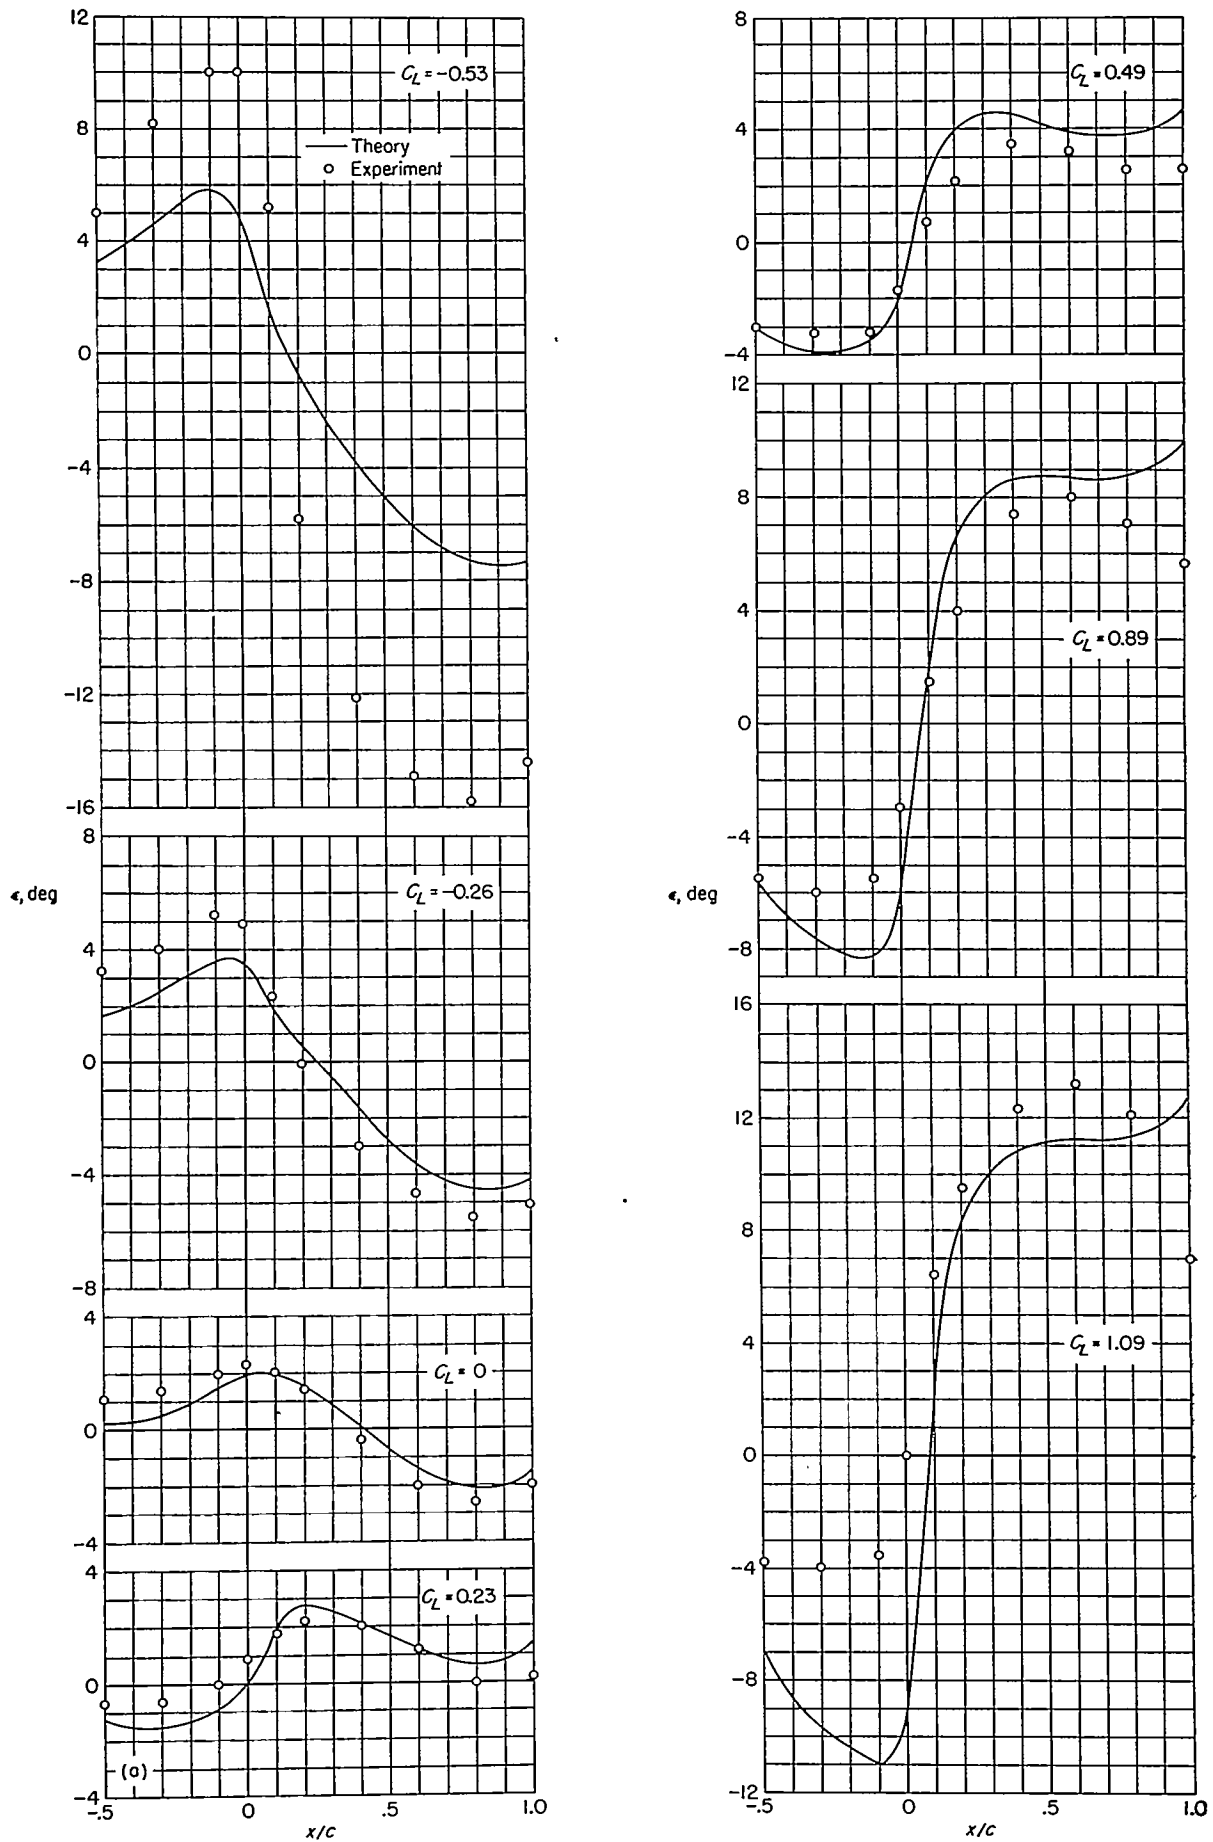 12
8
4
0
-4
-8
-12
-16
C_L = -0.53
Theory
Experiment
8
4
0
-4
-8
ϵ, deg
C_L = -0.26
4
0
-4
C_L = 0
4
0
-4
C_L = 0.23
(a)
-.5 0 .5 1.0
x/c
8
4
0
-4
C_L = 0.49
12
8
4
0
-4
-8
ϵ, deg
C_L = 0.89
16
12
8
4
0
-4
-8
-12
C_L = 1.09
-.5 0 .5 1.0
x/c